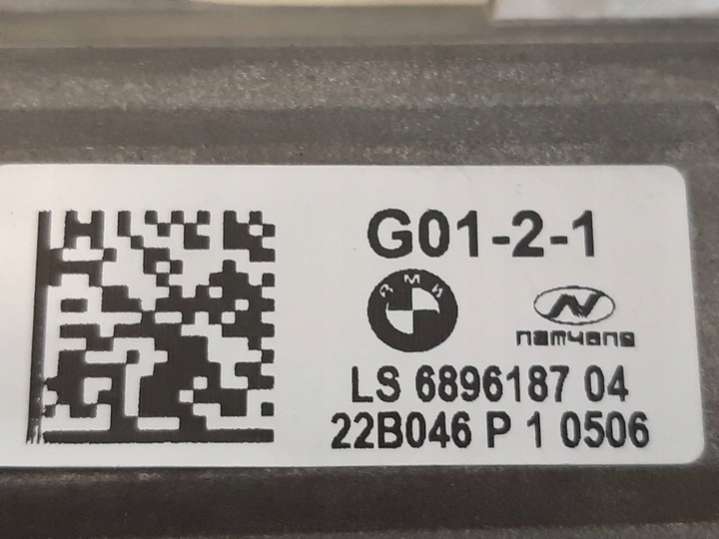 G01-2-1
BMW
namyang
LS 6896187 04
22B046 P 1 0506